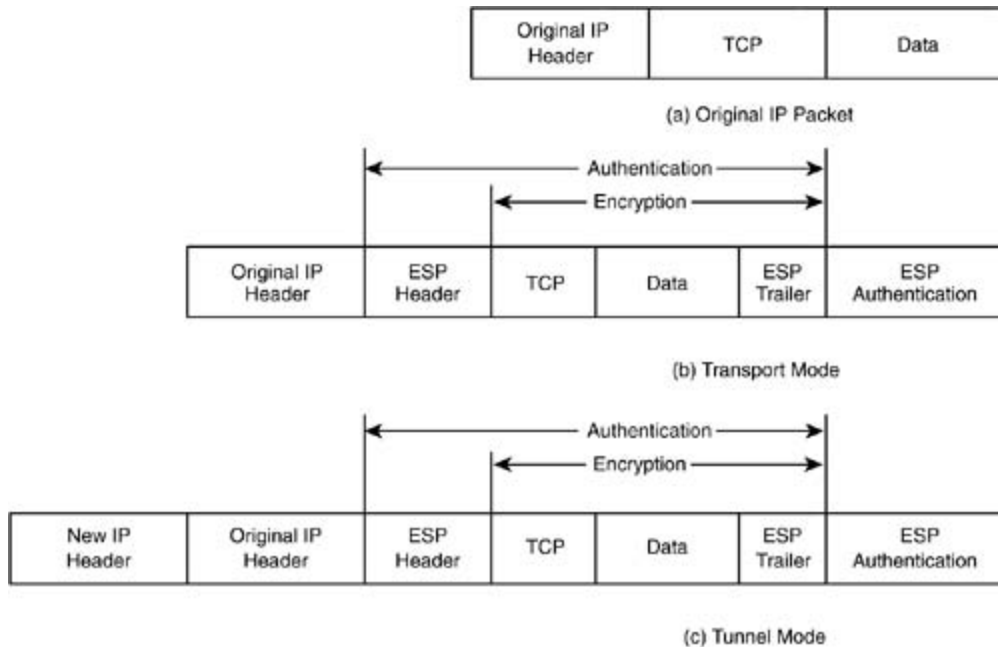 Original IP
Header
TCP
Data
(a) Original IP Packet
Authentication
Encryption
Original IP
Header
ESP
Header
TCP
Data
ESP
Trailer
ESP
Authentication
(b) Transport Mode
Authentication
Encryption
New IP
Header
Original IP
Header
ESP
Header
TCP
Data
ESP
Trailer
ESP
Authentication
(c) Tunnel Mode